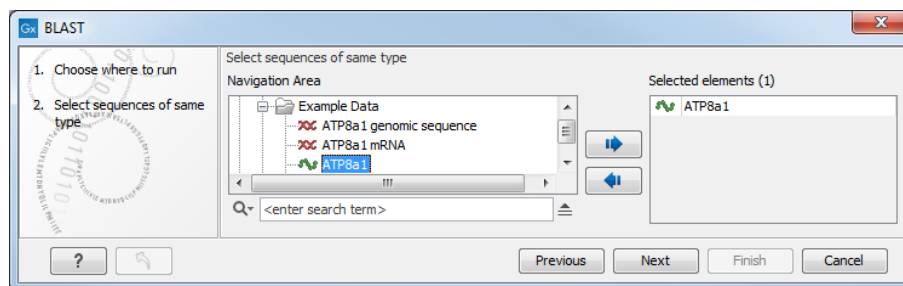 Gx BLAST
1. Choose where to run
2. Select sequences of same
type
Select sequences of same type
Navigation Area
Example Data
ATP8a1 genomic sequence
ATP8a1 mRNA
ATP8a1
<enter search term>
Selected elements (1)
ATP8a1
?
Previous
Next
Finish
Cancel